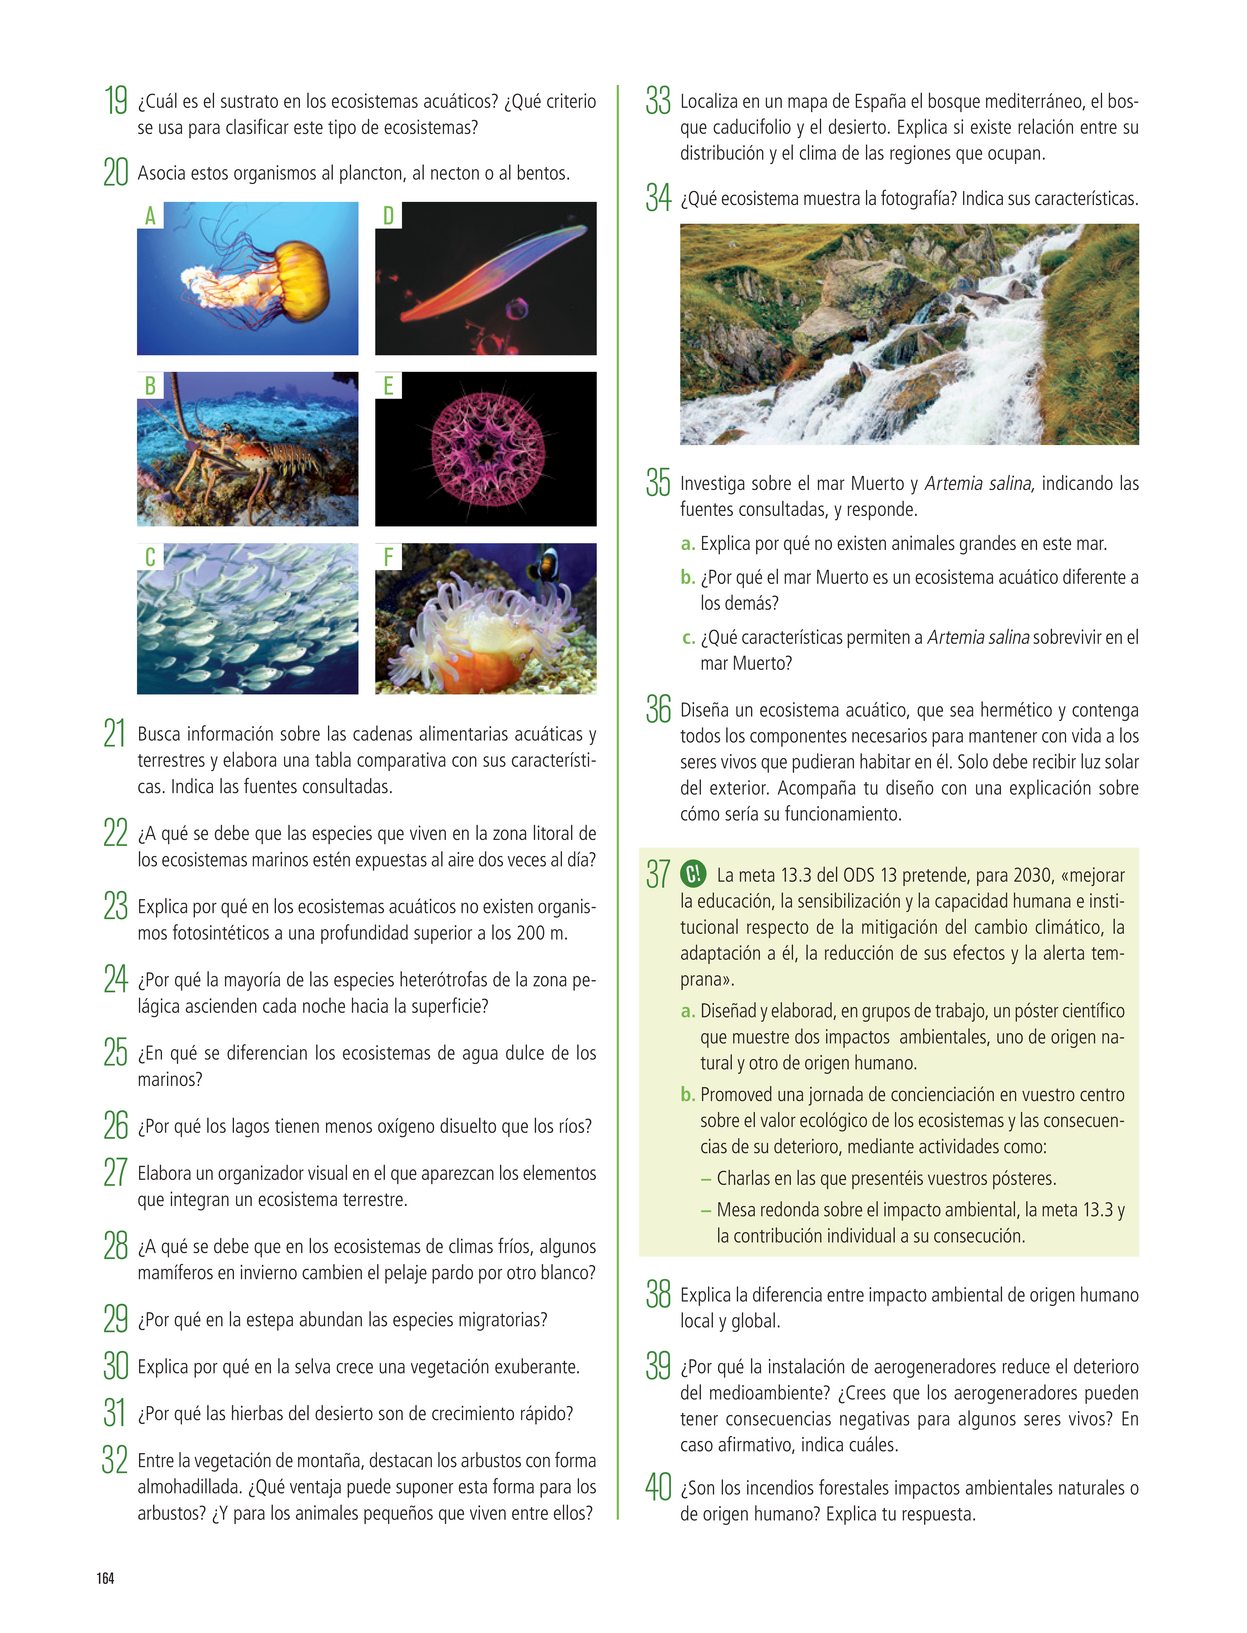 19 ¿Cuál es el sustrato en los ecosistemas acuáticos? ¿Qué criterio
se usa para clasificar este tipo de ecosistemas?
20 Asocia estos organismos al plancton, al necton o al bentos.
A
D
B
E
C
F
21 Busca información sobre las cadenas alimentarias acuáticas y
terrestres y elabora una tabla comparativa con sus característi-
cas. Indica las fuentes consultadas.
22 ¿A qué se debe que las especies que viven en la zona litoral de
los ecosistemas marinos estén expuestas al aire dos veces al día?
23 Explica por qué en los ecosistemas acuáticos no existen organis-
mos fotosintéticos a una profundidad superior a los 200 m.
24 ¿Por qué la mayoría de las especies heterótrofas de la zona pe-
lágica ascienden cada noche hacia la superficie?
25 ¿En qué se diferencian los ecosistemas de agua dulce de los
marinos?
26 ¿Por qué los lagos tienen menos oxígeno disuelto que los ríos?
27 Elabora un organizador visual en el que aparezcan los elementos
que integran un ecosistema terrestre.
28 ¿A qué se debe que en los ecosistemas de climas fríos, algunos
mamíferos en invierno cambien el pelaje pardo por otro blanco?
29 ¿Por qué en la estepa abundan las especies migratorias?
30 Explica por qué en la selva crece una vegetación exuberante.
31 ¿Por qué las hierbas del desierto son de crecimiento rápido?
32 Entre la vegetación de montaña, destacan los arbustos con forma
almohadillada. ¿Qué ventaja puede suponer esta forma para los
arbustos? ¿Y para los animales pequeños que viven entre ellos?
33 Localiza en un mapa de España el bosque mediterráneo, el bos-
que caducifolio y el desierto. Explica si existe relación entre su
distribución y el clima de las regiones que ocupan.
34 ¿Qué ecosistema muestra la fotografía? Indica sus características.
35 Investiga sobre el mar Muerto y Artemia salina, indicando las
fuentes consultadas, y responde.
a. Explica por qué no existen animales grandes en este mar.
b. ¿Por qué el mar Muerto es un ecosistema acuático diferente a
los demás?
c. ¿Qué características permiten a Artemia salina sobrevivir en el
mar Muerto?
36 Diseña un ecosistema acuático, que sea hermético y contenga
todos los componentes necesarios para mantener con vida a los
seres vivos que pudieran habitar en él. Solo debe recibir luz solar
del exterior. Acompaña tu diseño con una explicación sobre
cómo sería su funcionamiento.
37 C! La meta 13.3 del ODS 13 pretende, para 2030, «mejorar
la educación, la sensibilización y la capacidad humana e insti-
tucional respecto de la mitigación del cambio climático, la
adaptación a él, la reducción de sus efectos y la alerta tem-
prana».
a. Diseñad y elaborad, en grupos de trabajo, un póster científico
que muestre dos impactos ambientales, uno de origen na-
tural y otro de origen humano.
b. Promoved una jornada de concienciación en vuestro centro
sobre el valor ecológico de los ecosistemas y las consecuen-
cias de su deterioro, mediante actividades como:
– Charlas en las que presentéis vuestros pósteres.
– Mesa redonda sobre el impacto ambiental, la meta 13.3 y
la contribución individual a su consecución.
38 Explica la diferencia entre impacto ambiental de origen humano
local y global.
39 ¿Por qué la instalación de aerogeneradores reduce el deterioro
del medioambiente? ¿Crees que los aerogeneradores pueden
tener consecuencias negativas para algunos seres vivos? En
caso afirmativo, indica cuáles.
40 ¿Son los incendios forestales impactos ambientales naturales o
de origen humano? Explica tu respuesta.
164